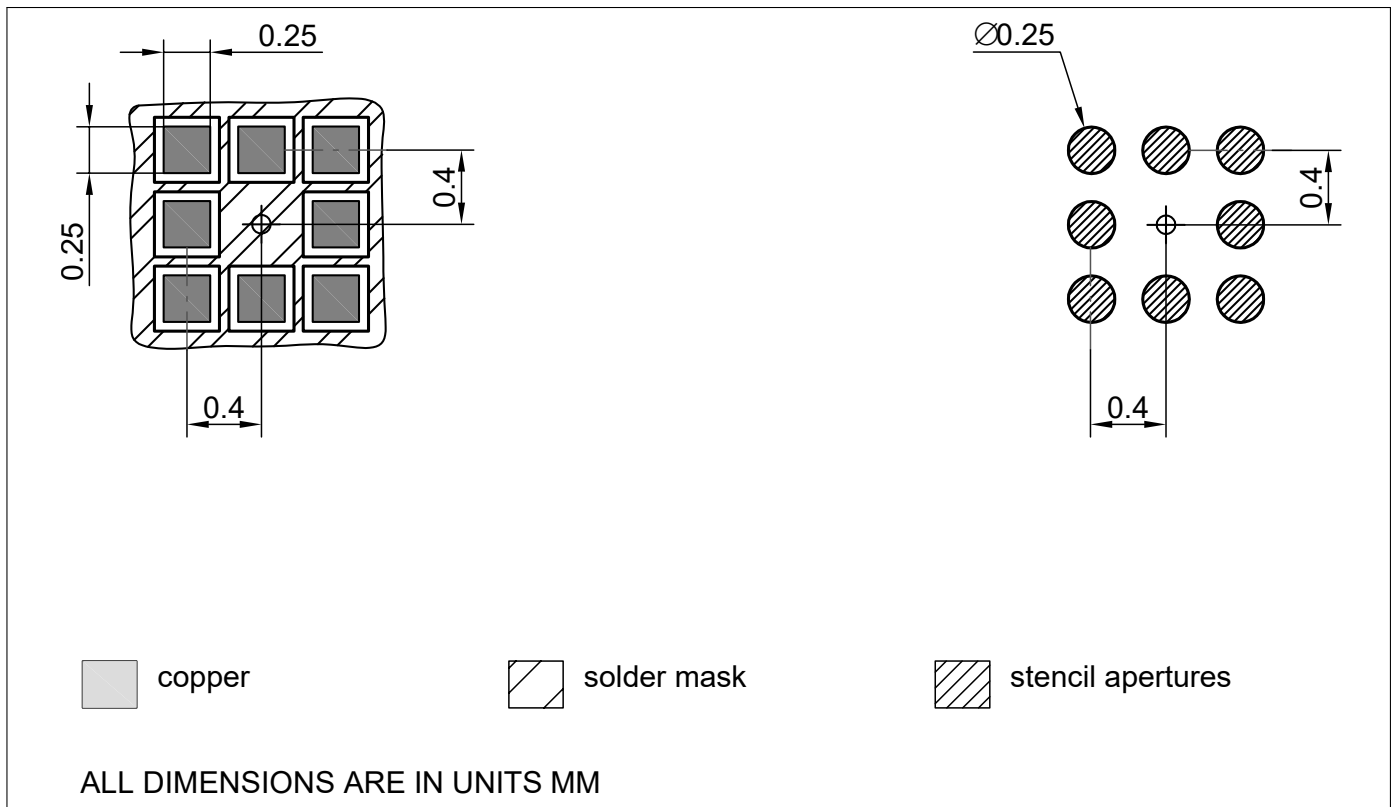 0.25
∅0.25
0.25
0.4
0.4
0.4
0.4
copper
solder mask
stencil apertures
ALL DIMENSIONS ARE IN UNITS MM